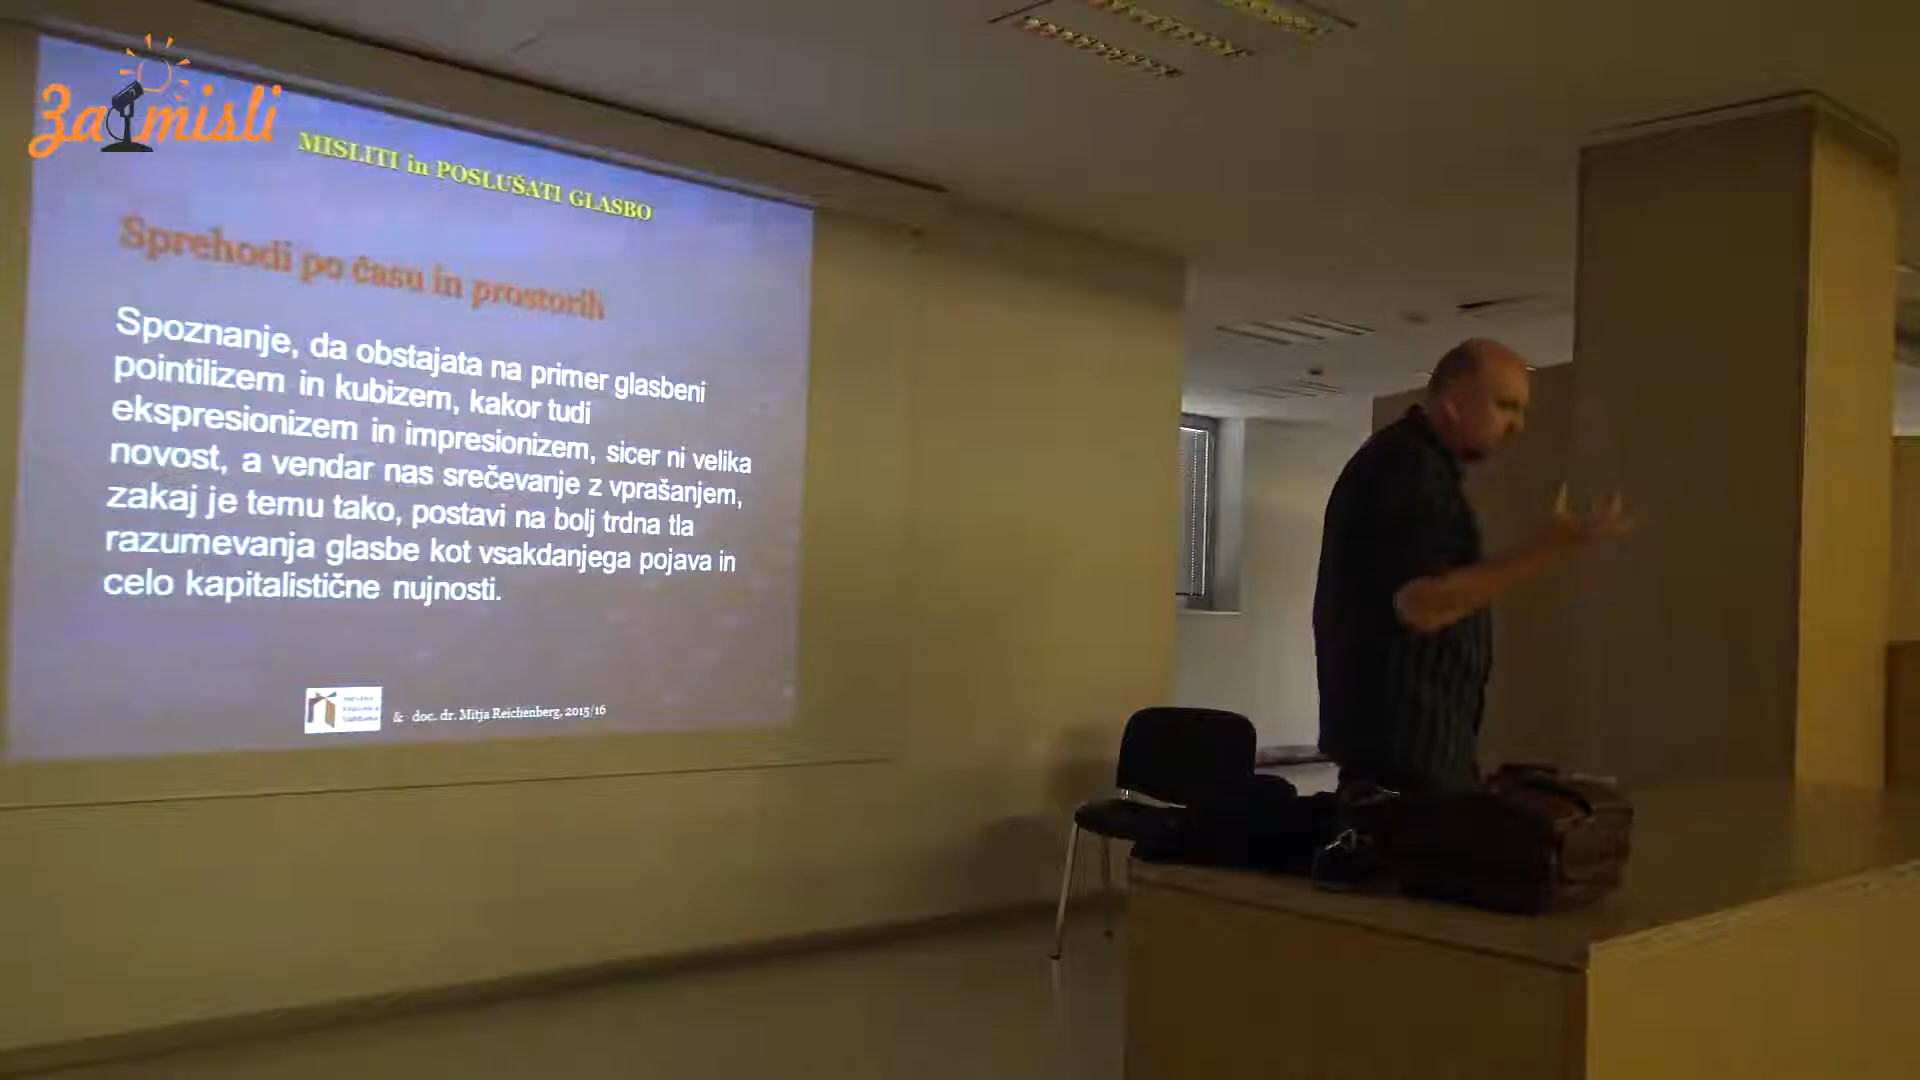 Zamisli
MISLITI in POSLUŠATI GLASBO
Sprehodi po času in prostorih
Spoznanje, da obstajata na primer glasbeni
pointilizem in kubizem, kakor tudi
ekspresionizem in impresionizem, sicer ni velika
novost, a vendar nas srečevanje z vprašanjem,
zakaj je temu tako, postavi na bolj trdna tla
razumevanja glasbe kot vsakdanjega pojava in
celo kapitalistične nujnosti.
& doc. dr. Mitja Reichenberg, 2015/16